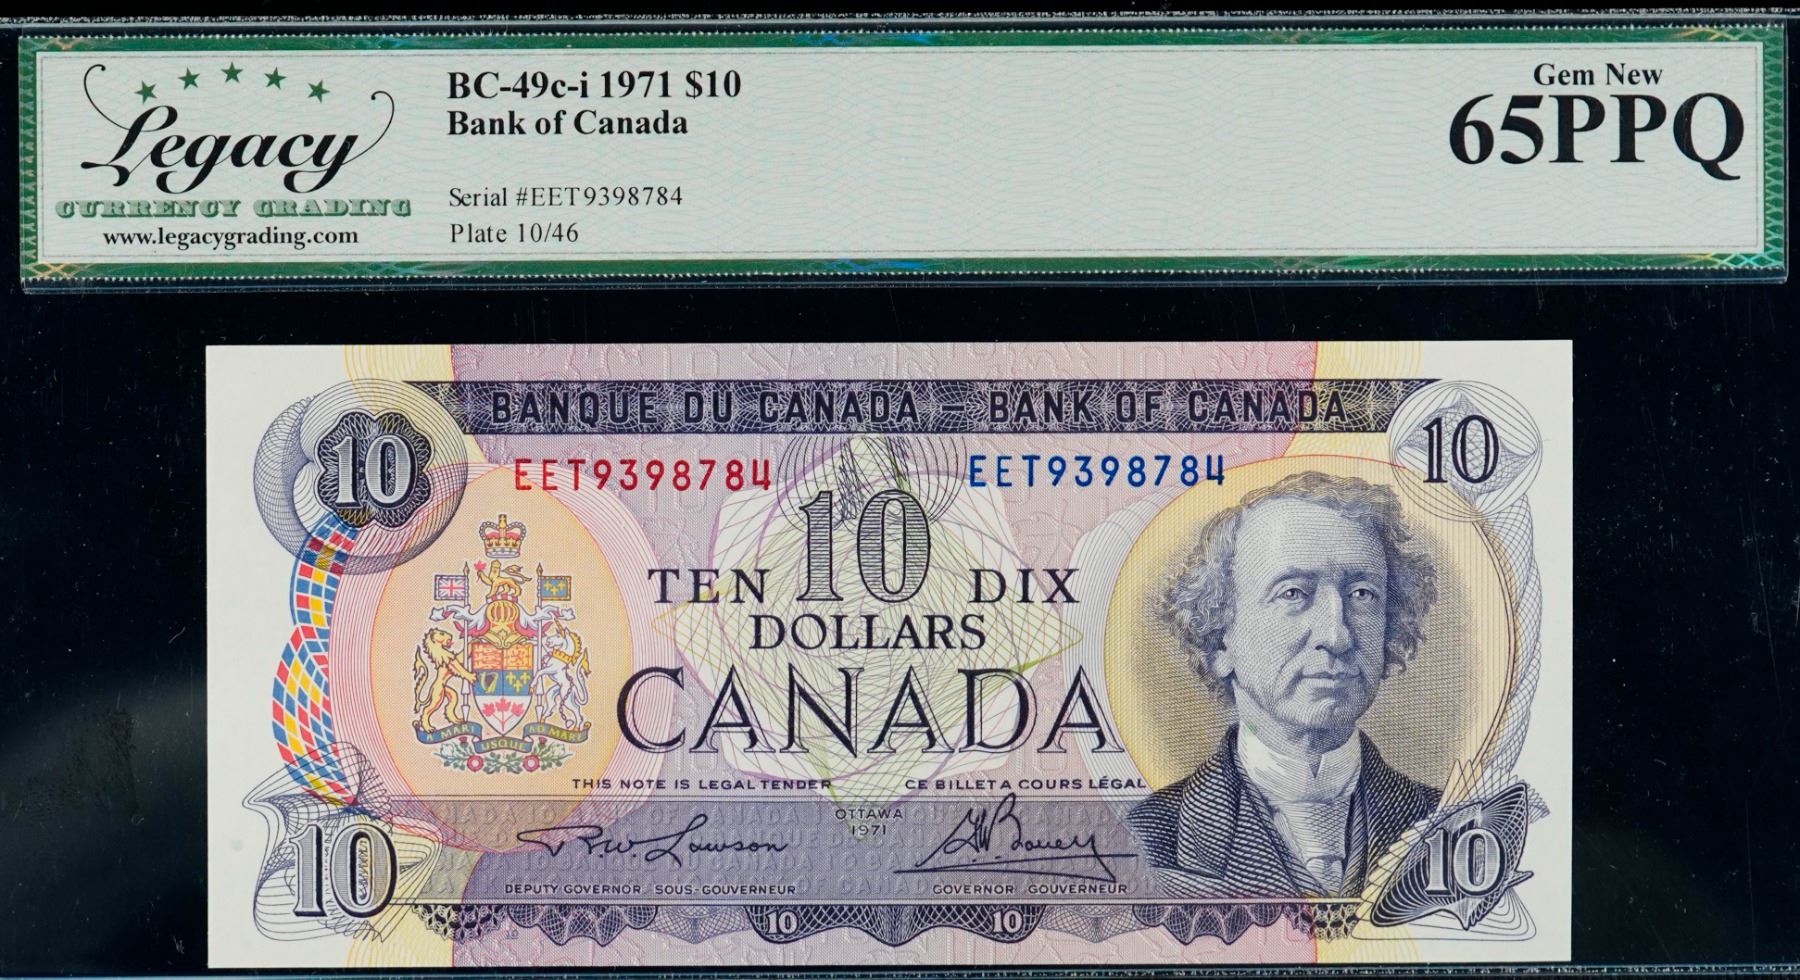 Legacy
CURRENCY GRADING
www.legacygrading.com
BC-49c-i 1971 $10
Bank of Canada
Serial #EET9398784
Plate 10/46
Gem New
65PPQ
BANQUE DU CANADA – BANK OF CANADA
10
10
EET9398784
EET9398784
TEN 10 DIX
DOLLARS
CANADA
A MARI USQUE AD MARE
THIS NOTE IS LEGAL TENDER
CE BILLET A COURS LÉGAL
OTTAWA
1971
R.W. Lawson
G.K. Bouey
DEPUTY GOVERNOR SOUS-GOUVERNEUR
GOVERNOR GOUVERNEUR
10
10
10
10